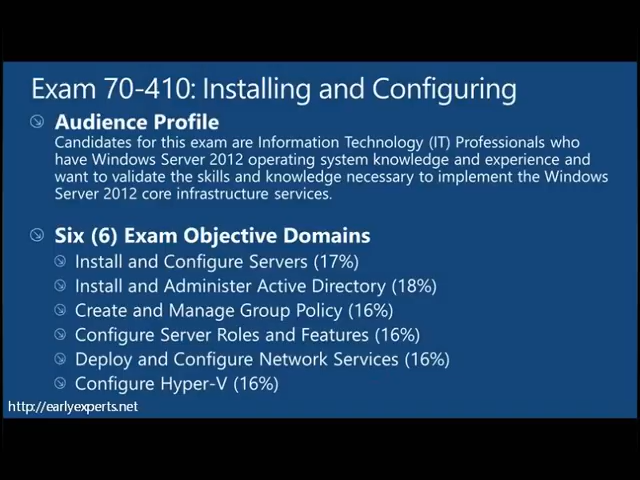 Exam 70-410: Installing and Configuring
Audience Profile
Candidates for this exam are Information Technology (IT) Professionals who
have Windows Server 2012 operating system knowledge and experience and
want to validate the skills and knowledge necessary to implement the Windows
Server 2012 core infrastructure services.
Six (6) Exam Objective Domains
Install and Configure Servers (17%)
Install and Administer Active Directory (18%)
Create and Manage Group Policy (16%)
Configure Server Roles and Features (16%)
Deploy and Configure Network Services (16%)
Configure Hyper-V (16%)
http://earlyexperts.net